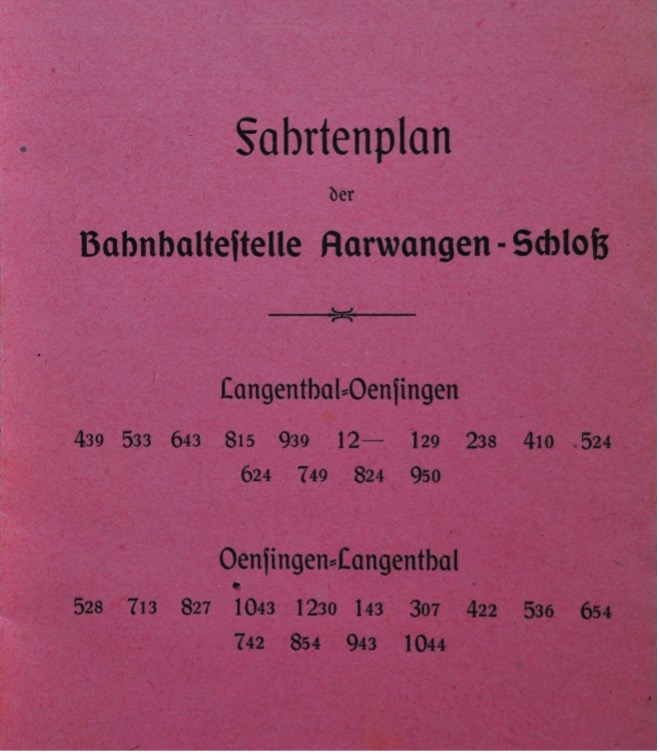 Fahrtenplan
der
Bahnhalteſtelle Aarwangen-Schloß
Langenthal=Oenſingen
439 533 643 815 939 12— 129 238 410 524
624 749 824 950
Oenſingen=Langenthal
528 713 827 1043 1230 143 307 422 536 654
742 854 943 1044